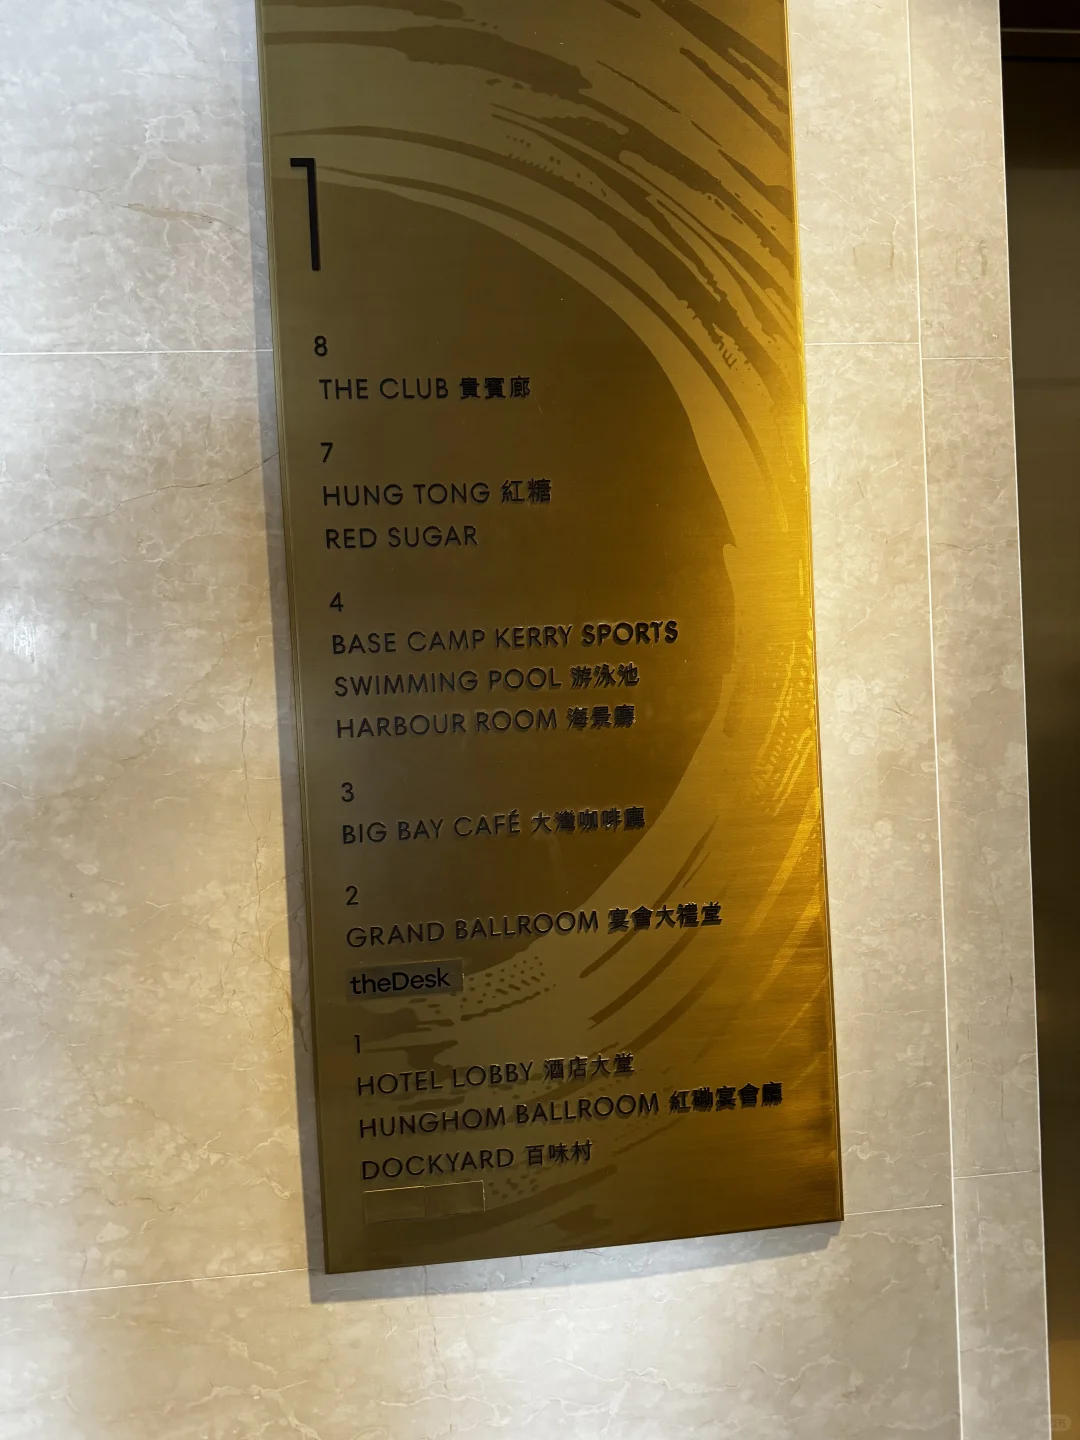 1
8
THE CLUB 貴賓廊
7
HUNG TONG 紅糖
RED SUGAR
4
BASE CAMP KERRY SPORTS
SWIMMING POOL 游泳池
HARBOUR ROOM 海景廳
3
BIG BAY CAFÉ 大灣咖啡廳
2
GRAND BALLROOM 宴會大禮堂
theDesk
1
HOTEL LOBBY 酒店大堂
HUNGHOM BALLROOM 紅磡宴會廳
DOCKYARD 百味村